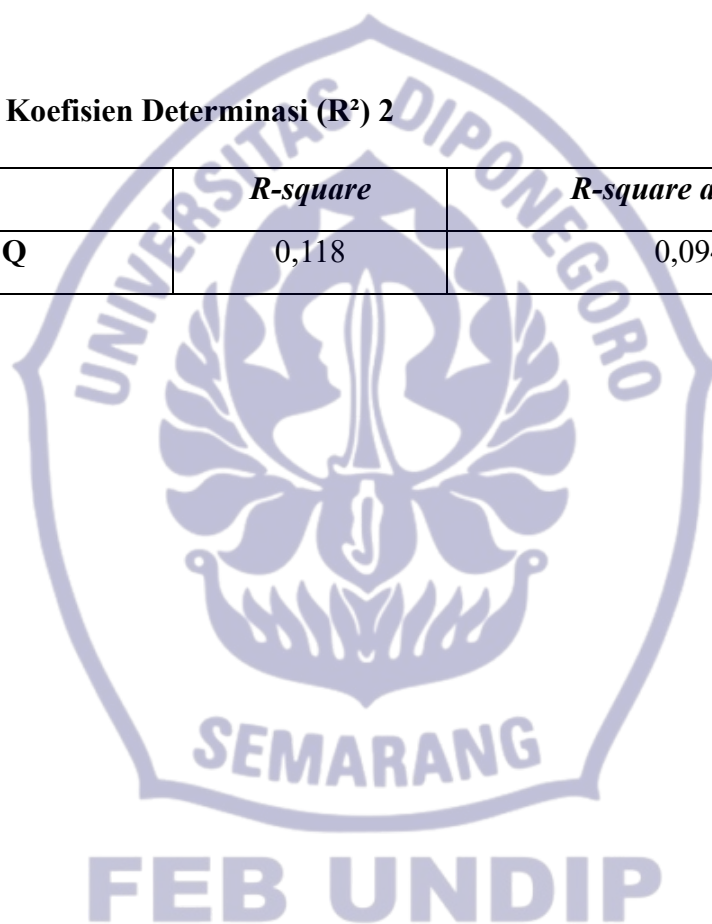 UNIVERSITAS DIPONEGORO
Koefisien Determinasi (R²) 2
R-square R-square
Q 0,118
SEMARANG
FEB UNDIP